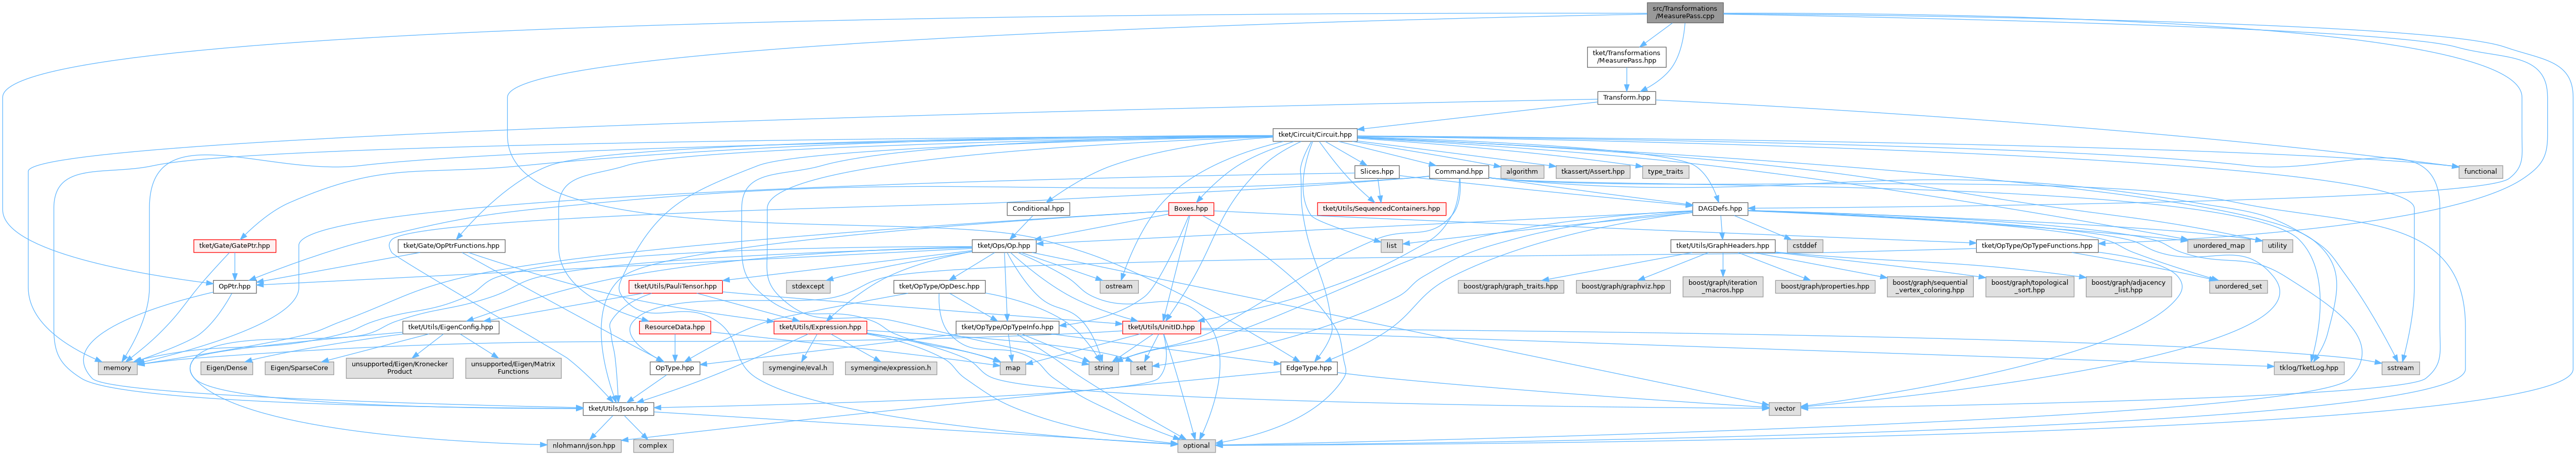 src/Transformations
/MeasurePass.cpp
tket/Transformations
/MeasurePass.hpp
Transform.hpp
tket/Circuit/Circuit.hpp
Slices.hpp
Command.hpp
algorithm
tkassert/Assert.hpp
type_traits
functional
Conditional.hpp
Boxes.hpp
tket/Utils/SequencedContainers.hpp
DAGDefs.hpp
tket/Gate/GatePtr.hpp
tket/Gate/OpPtrFunctions.hpp
tket/Ops/Op.hpp
list
tket/Utils/GraphHeaders.hpp
cstddef
tket/OpType/OpTypeFunctions.hpp
unordered_map
utility
OpPtr.hpp
tket/Utils/PauliTensor.hpp
stdexcept
tket/OpType/OpDesc.hpp
ostream
boost/graph/graph_traits.hpp
boost/graph/graphviz.hpp
boost/graph/iteration
_macros.hpp
boost/graph/properties.hpp
boost/graph/sequential
_vertex_coloring.hpp
boost/graph/topological
_sort.hpp
boost/graph/adjacency
_list.hpp
unordered_set
tket/Utils/EigenConfig.hpp
ResourceData.hpp
tket/Utils/Expression.hpp
tket/OpType/OpTypeInfo.hpp
tket/Utils/UnitID.hpp
memory
Eigen/Dense
Eigen/SparseCore
unsupported/Eigen/Kronecker
Product
unsupported/Eigen/Matrix
Functions
OpType.hpp
symengine/eval.h
symengine/expression.h
map
string
set
EdgeType.hpp
tklog/TketLog.hpp
sstream
tket/Utils/Json.hpp
vector
nlohmann/json.hpp
complex
optional